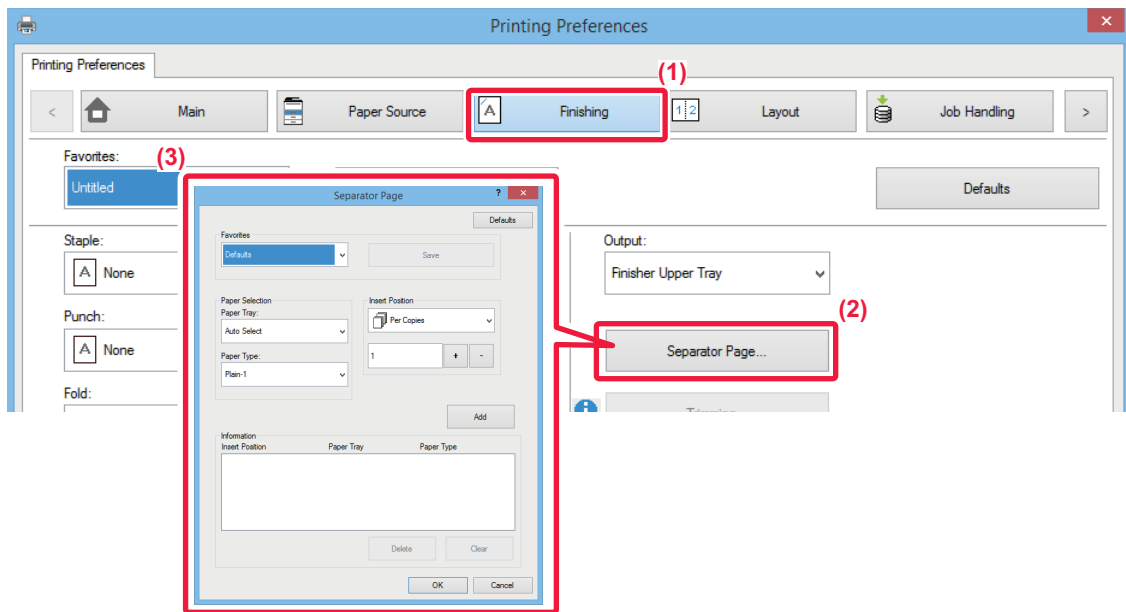 Printing Preferences
×
Printing Preferences
(1)
< Main Paper Source A Finishing 1 2 Layout Job Handling >
Favorites:
(3)
Untitled
Defaults
Staple:
A None
Punch:
A None
Fold:
Separator Page ? ×
Defaults
Favorites
Defaults
Save
Paper Selection
Paper Tray:
Auto Select
Paper Type:
Plain-1
Insert Position
Per Copies
1 + -
Add
Information
Insert Position Paper Tray Paper Type
Delete Clear
OK Cancel
Output:
Finisher Upper Tray
(2)
Separator Page...